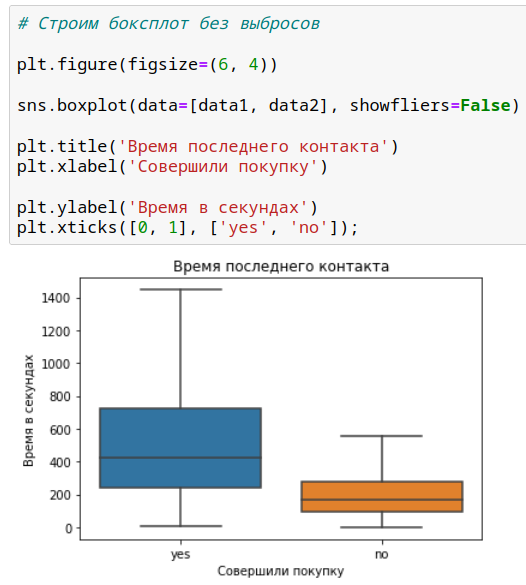 # Строим боксплот без выбросов
plt.figure(figsize=(6, 4))
sns.boxplot(data=[data1, data2], showfliers=False)
plt.title('Время последнего контакта')
plt.xlabel('Совершили покупку')
plt.ylabel('Время в секундах')
plt.xticks([0, 1], ['yes', 'no']);
Время последнего контакта
1400
1200
1000
800
600
400
200
0
Время в секундах
yes no
Совершили покупку